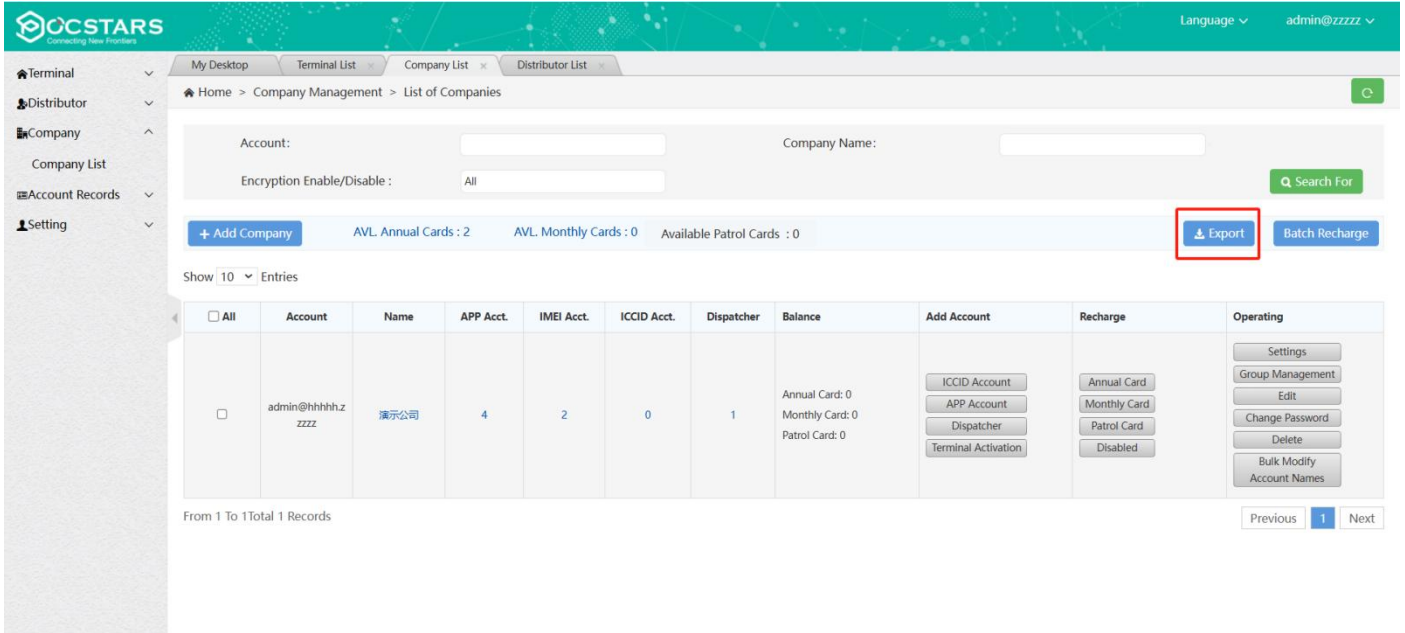 POCSTARS
Connecting New Frontiers
Language
admin@zzzzz
Terminal
Distributor
Company
Company List
Account Records
Setting
My Desktop
Terminal List ×
Company List ×
Distributor List ×
Home > Company Management > List of Companies
Account:
Company Name:
Encryption Enable/Disable :
All
Search For
+ Add Company
AVL. Annual Cards : 2
AVL. Monthly Cards : 0
Available Patrol Cards : 0
Export
Batch Recharge
Show 10 Entries
All
Account
Name
APP Acct.
IMEI Acct.
ICCID Acct.
Dispatcher
Balance
Add Account
Recharge
Operating
admin@hhhhh.z
zzzz
演示公司
4
2
0
1
Annual Card: 0
Monthly Card: 0
Patrol Card: 0
ICCID Account
APP Account
Dispatcher
Terminal Activation
Annual Card
Monthly Card
Patrol Card
Disabled
Settings
Group Management
Edit
Change Password
Delete
Bulk Modify
Account Names
From 1 To 1Total 1 Records
Previous
1
Next